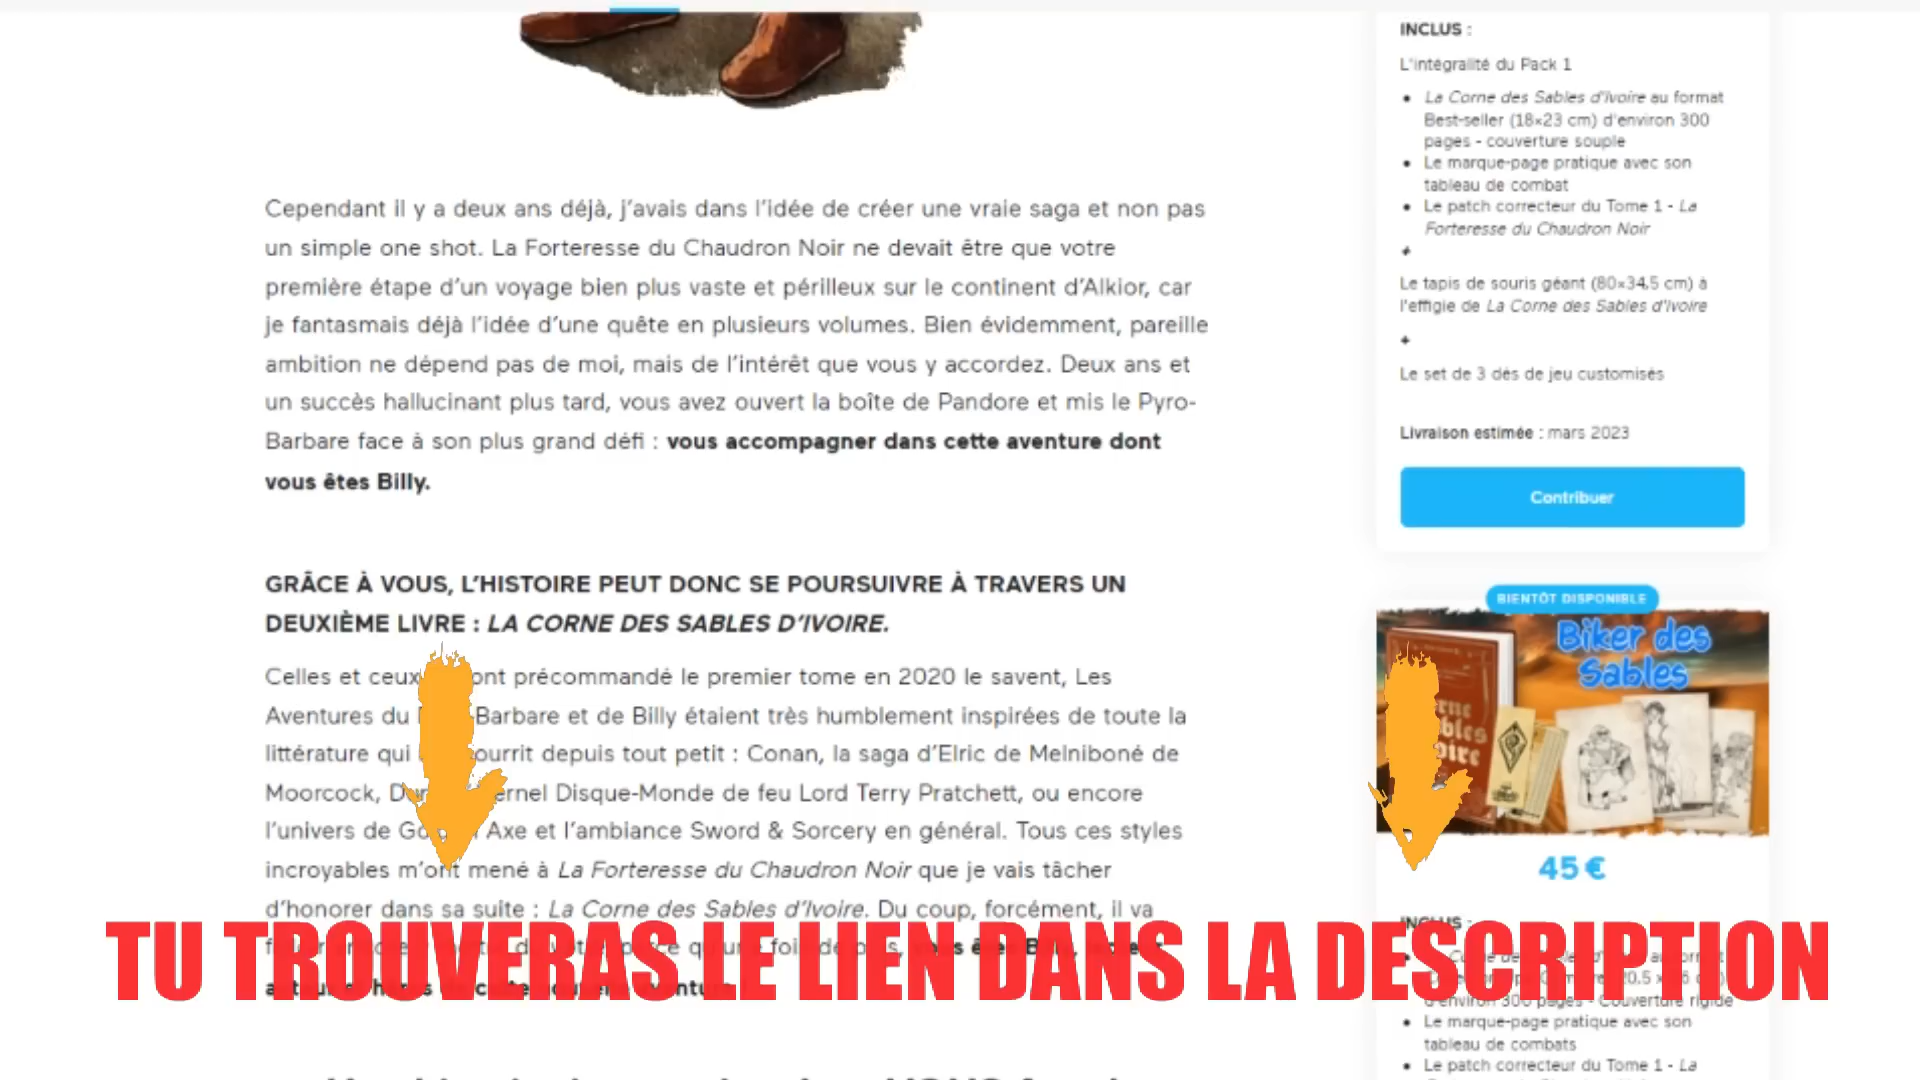 Cependant il y a deux ans déjà, j'avais dans l'idée de créer une vraie saga et non pas
un simple one shot. La Forteresse du Chaudron Noir ne devait être que votre
première étape d'un voyage bien plus vaste et périlleux sur le continent d'Alkior, car
je fantasmais déjà l'idée d'une quête en plusieurs volumes. Bien évidemment, pareille
ambition ne dépend pas de moi, mais de l'intérêt que vous y accordez. Deux ans et
un succès hallucinant plus tard, vous avez ouvert la boîte de Pandore et mis le Pyro-
Barbare face à son plus grand défi : vous accompagner dans cette aventure dont
vous êtes Billy.
GRÂCE À VOUS, L'HISTOIRE PEUT DONC SE POURSUIVRE À TRAVERS UN
DEUXIÈME LIVRE : LA CORNE DES SABLES D'IVOIRE.
Celles et ceux ont précommandé le premier tome en 2020 le savent, Les
Aventures du Barbare et de Billy étaient très humblement inspirées de toute la
littérature qui depuis tout petit : Conan, la saga d'Elric de Melniboné de
Moorcock, Disque-Monde de feu Lord Terry Pratchett, ou encore
l'univers de Axe et l'ambiance Sword & Sorcery en général. Tous ces styles
incroyables m'ont mené à La Forteresse du Chaudron Noir que je vais tâcher
d'honorer dans sa suite : La Corne des Sables d'Ivoire. Du coup, forcément, il va
TU TROUVERAS LE LIEN DANS LA DESCRIPTION
INCLUS :
L'intégralité du Pack 1
• La Corne des Sables d'Ivoire au format
Best-seller (18×23 cm) d'environ 300
pages - couverture souple
• Le marque-page pratique avec son
tableau de combat
• Le patch correcteur du Tome 1 - La
Forteresse du Chaudron Noir
+
Le tapis de souris géant (80×34,5 cm) à
l'effigie de La Corne des Sables d'Ivoire
+
Le set de 3 dés de jeu customisés
Livraison estimée : mars 2023
Contribuer
BIENTÔT DISPONIBLE
Biker des
Sables
45 €
INCLUS :
d'environ 300 pages - Couverture rigide
• Le marque-page pratique avec son
tableau de combats
• Le patch correcteur du Tome 1 - La